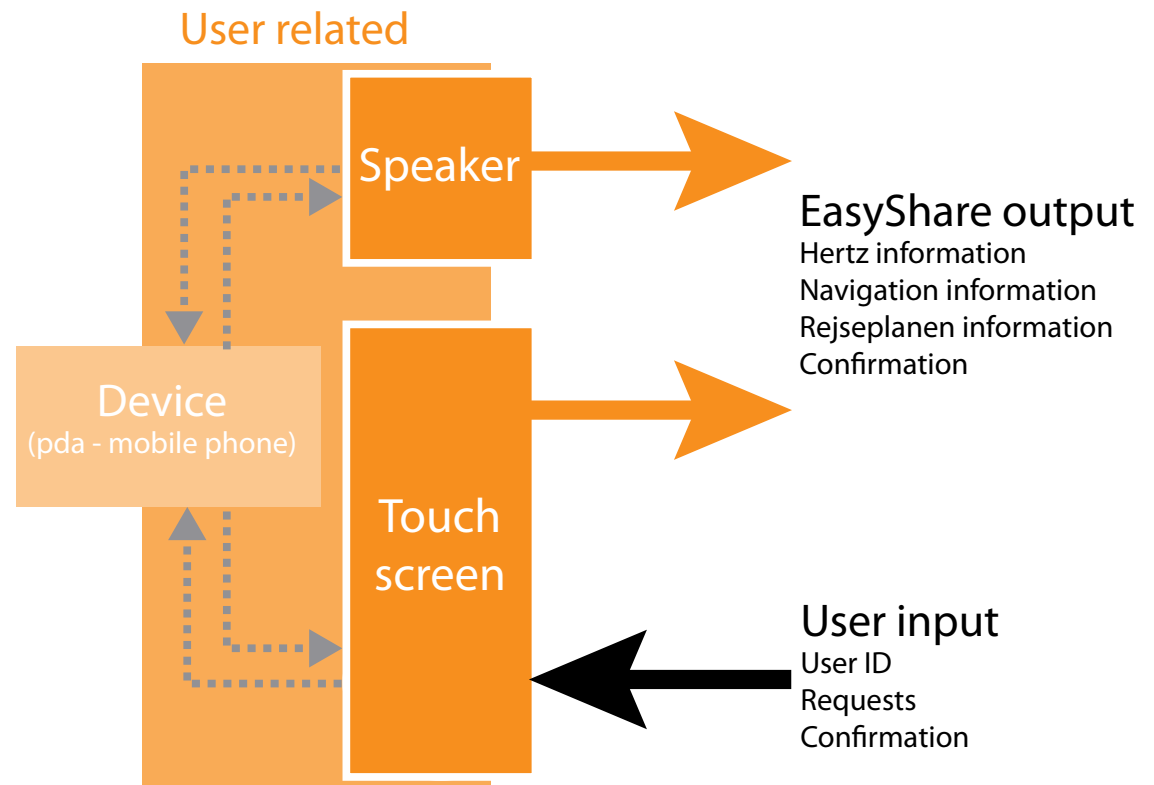 User related
Speaker
EasyShare output
Hertz information
Navigation information
Rejseplanen information
Confirmation
Device
(pda - mobile phone)
Touch
screen
User input
User ID
Requests
Confirmation